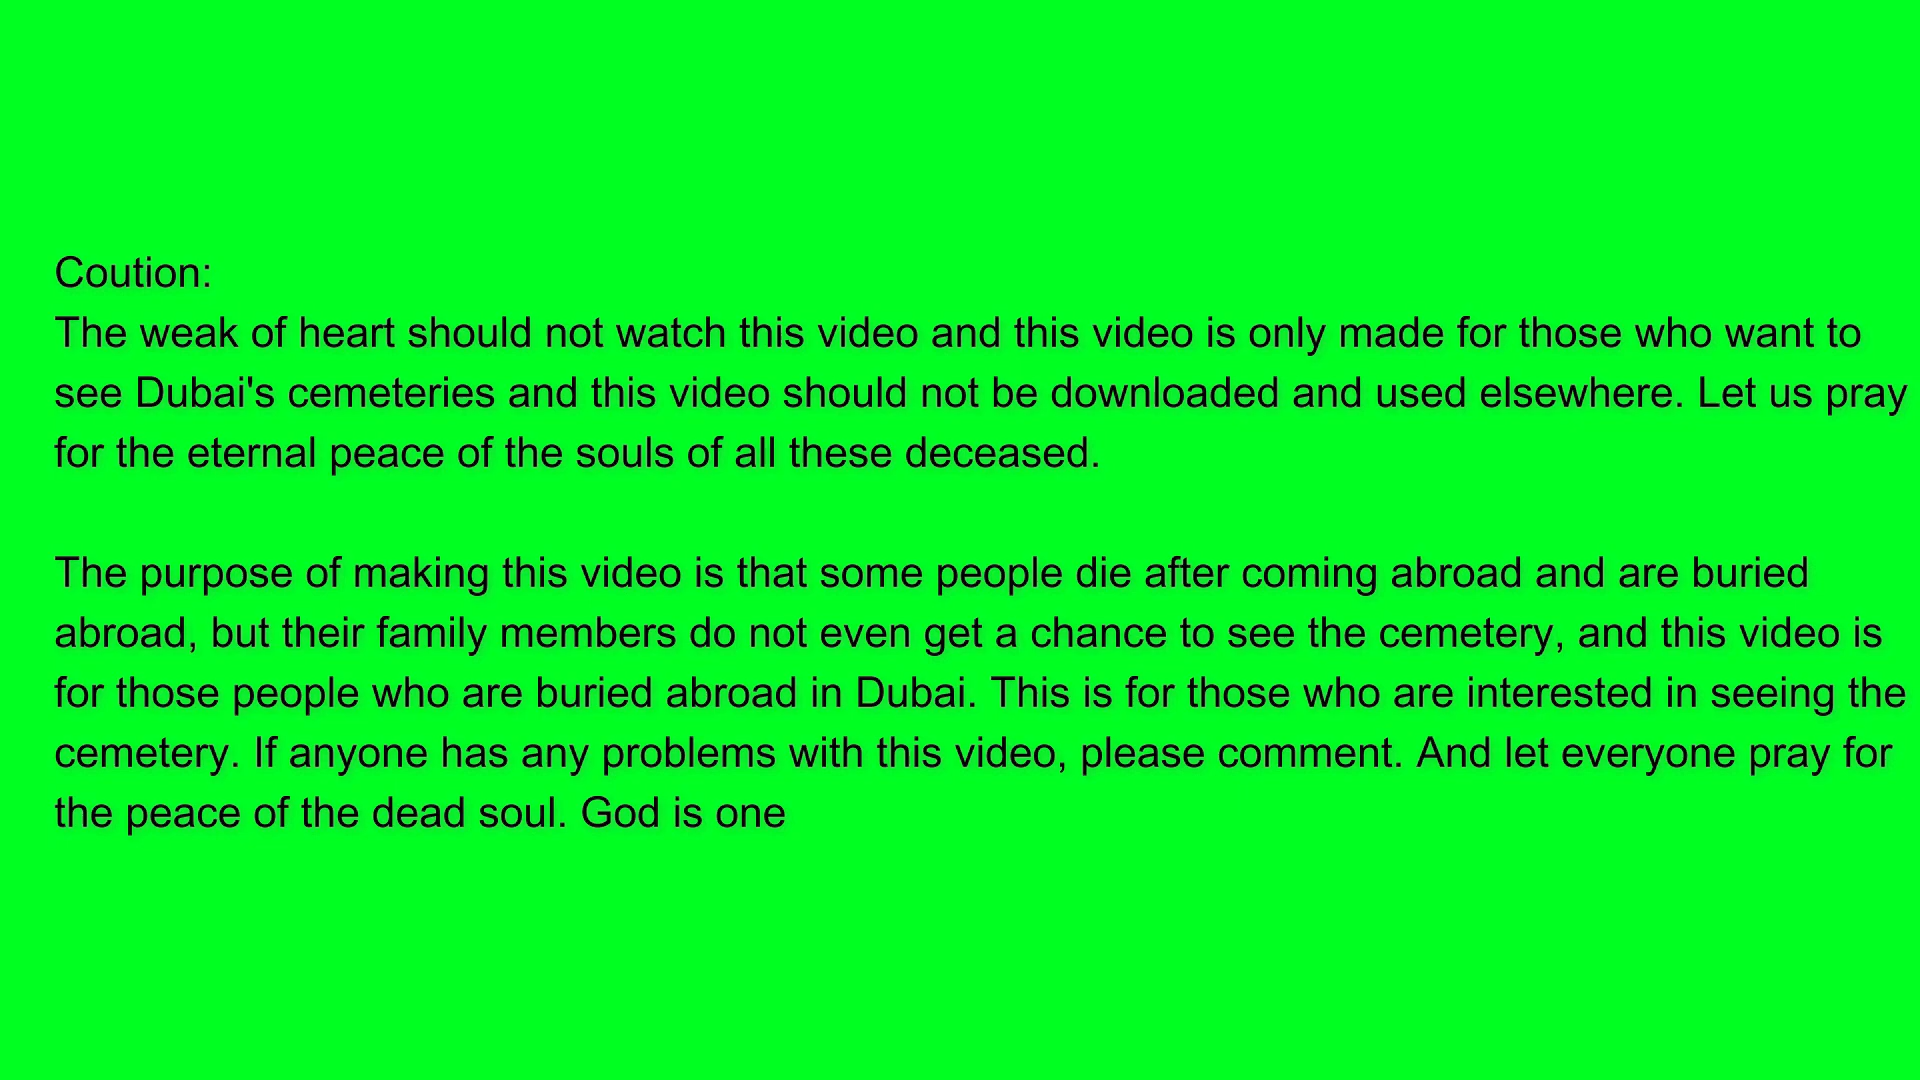 Coution:
The weak of heart should not watch this video and this video is only made for those who want to
see Dubai's cemeteries and this video should not be downloaded and used elsewhere. Let us pray
for the eternal peace of the souls of all these deceased.
The purpose of making this video is that some people die after coming abroad and are buried
abroad, but their family members do not even get a chance to see the cemetery, and this video is
for those people who are buried abroad in Dubai. This is for those who are interested in seeing the
cemetery. If anyone has any problems with this video, please comment. And let everyone pray for
the peace of the dead soul. God is one